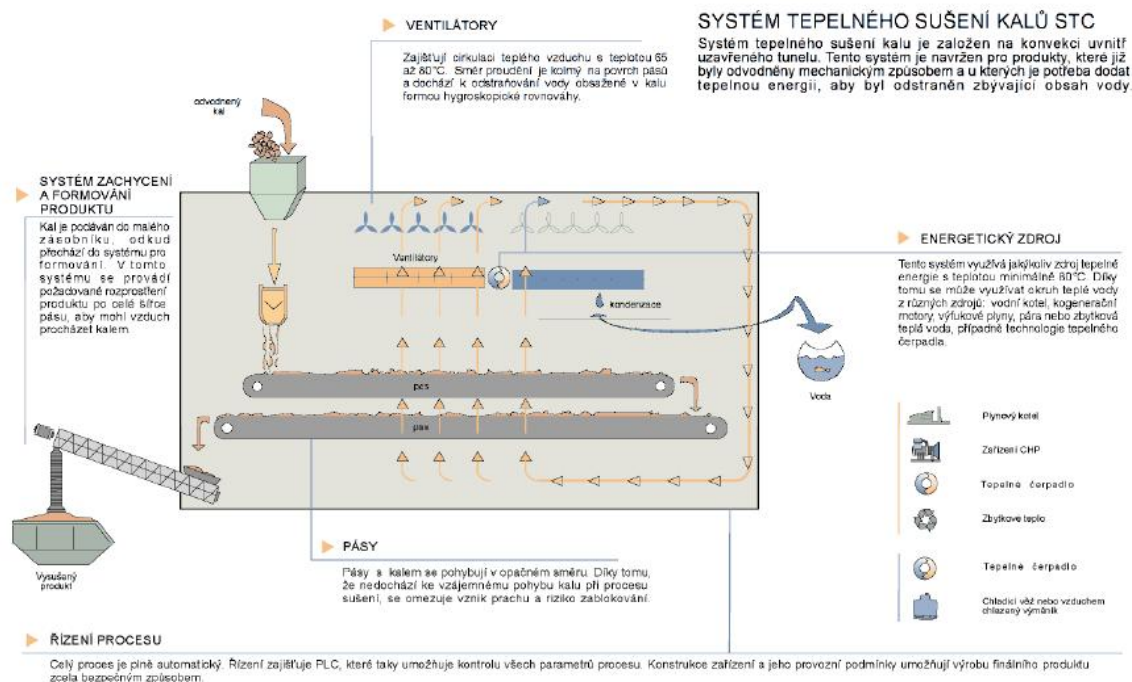 SYSTÉM TEPELNÉHO SUŠENÍ KALŮ STC
Systém tepelného sušení kalu je založen na konvekci uvnitř
uzavřeného tunelu. Tento systém je navržen pro produkty, které již
byly odvodněny mechanickým způsobem a u kterých je potřeba dodat
tepelnou energii, aby byl odstraněn zbývající obsah vody.
VENTILÁTORY
Zajišťují cirkulaci teplého vzduchu s teplotou 65
až 80°C. Směr proudění je kolmý na povrch pasů
a dochází k odstraňování vody obsažené v kalu
formou hygroskopické rovnováhy.
odvodnený
kal
SYSTÉM ZACHYCENÍ
A FORMOVÁNÍ
PRODUKTU
Kal je podáván do malého
zásobníku, odkud
přechází do systému pro
formování. V tomto
systému se provádí
požadované rozprostření
produktu po celé šířce
pásu, aby mohl vzduch
procházet kalem.
Ventilátory
kondenizace
pas
pas
Voda
ENERGETICKÝ ZDROJ
Tento systém využívá jakýkoliv zdroj tepelné
energie s teplotou minimálně 80°C. Díky
tomu se může využívat okruh teplé vody
z různých zdrojů: vodní kotel, kogenerační
motory, výfukové plyny, pára nebo zbytková
teplá voda, případně technologie tepelného
čerpadla.
Plynový kotel
Zařízení CHP
Tepelné čerpadlo
Zbytkové teplo
Tepelné čerpadlo
Chladicí věž nebo vzduchem
chlazený výměník
Vysušaný
produkt
PÁSY
Pásy s kalem se pohybují v opačném směru. Díky tomu,
že nedochází ke vzájemnému pohybu kalu při procesu
sušení, se omezuje vznik prachu a riziko zablokování.
ŘÍZENÍ PROCESU
Celý proces je plně automatický. Řízení zajišťuje PLC, které taky umožňuje kontrolu všech parametrů procesu. Konstrukce zařízení a jeho provozní podmínky umožňují výrobu finálního produktu
zcela bezpečným způsobem.